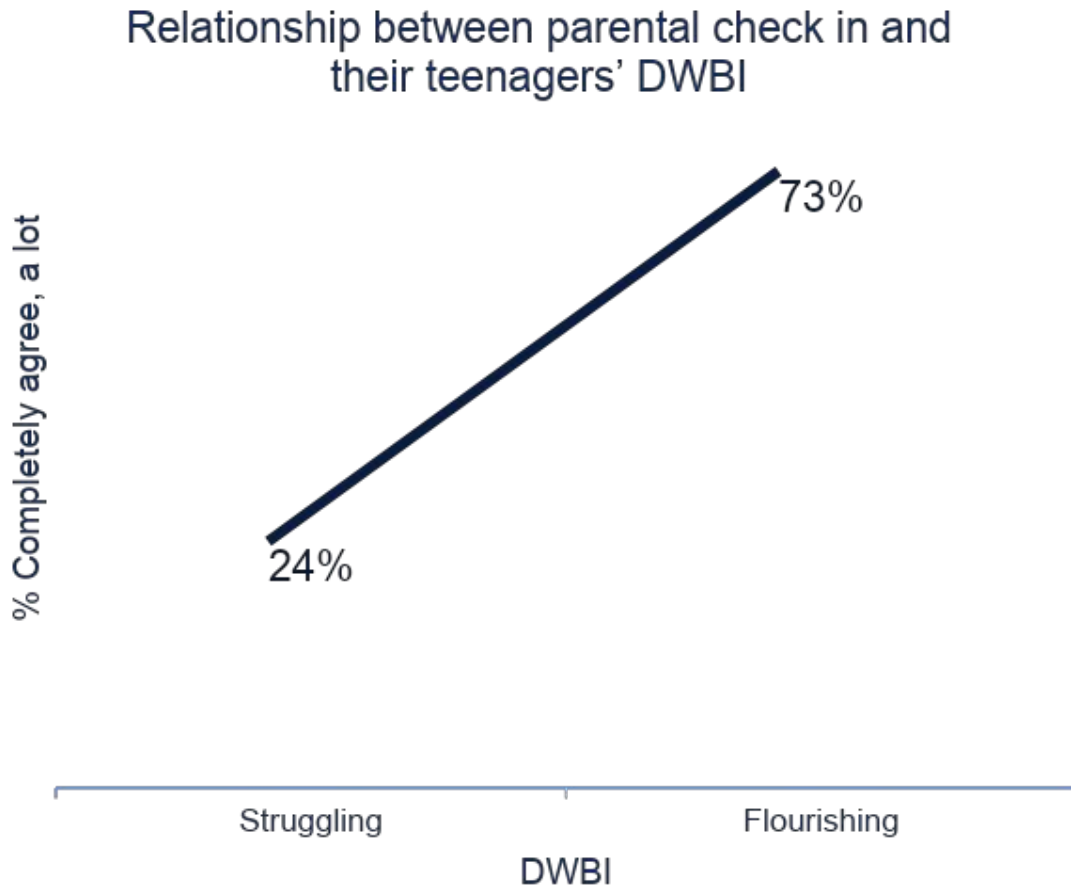 Relationship between parental check in and
their teenagers’ DWBI
% Completely agree, a lot
73%
24%
Struggling
Flourishing
DWBI